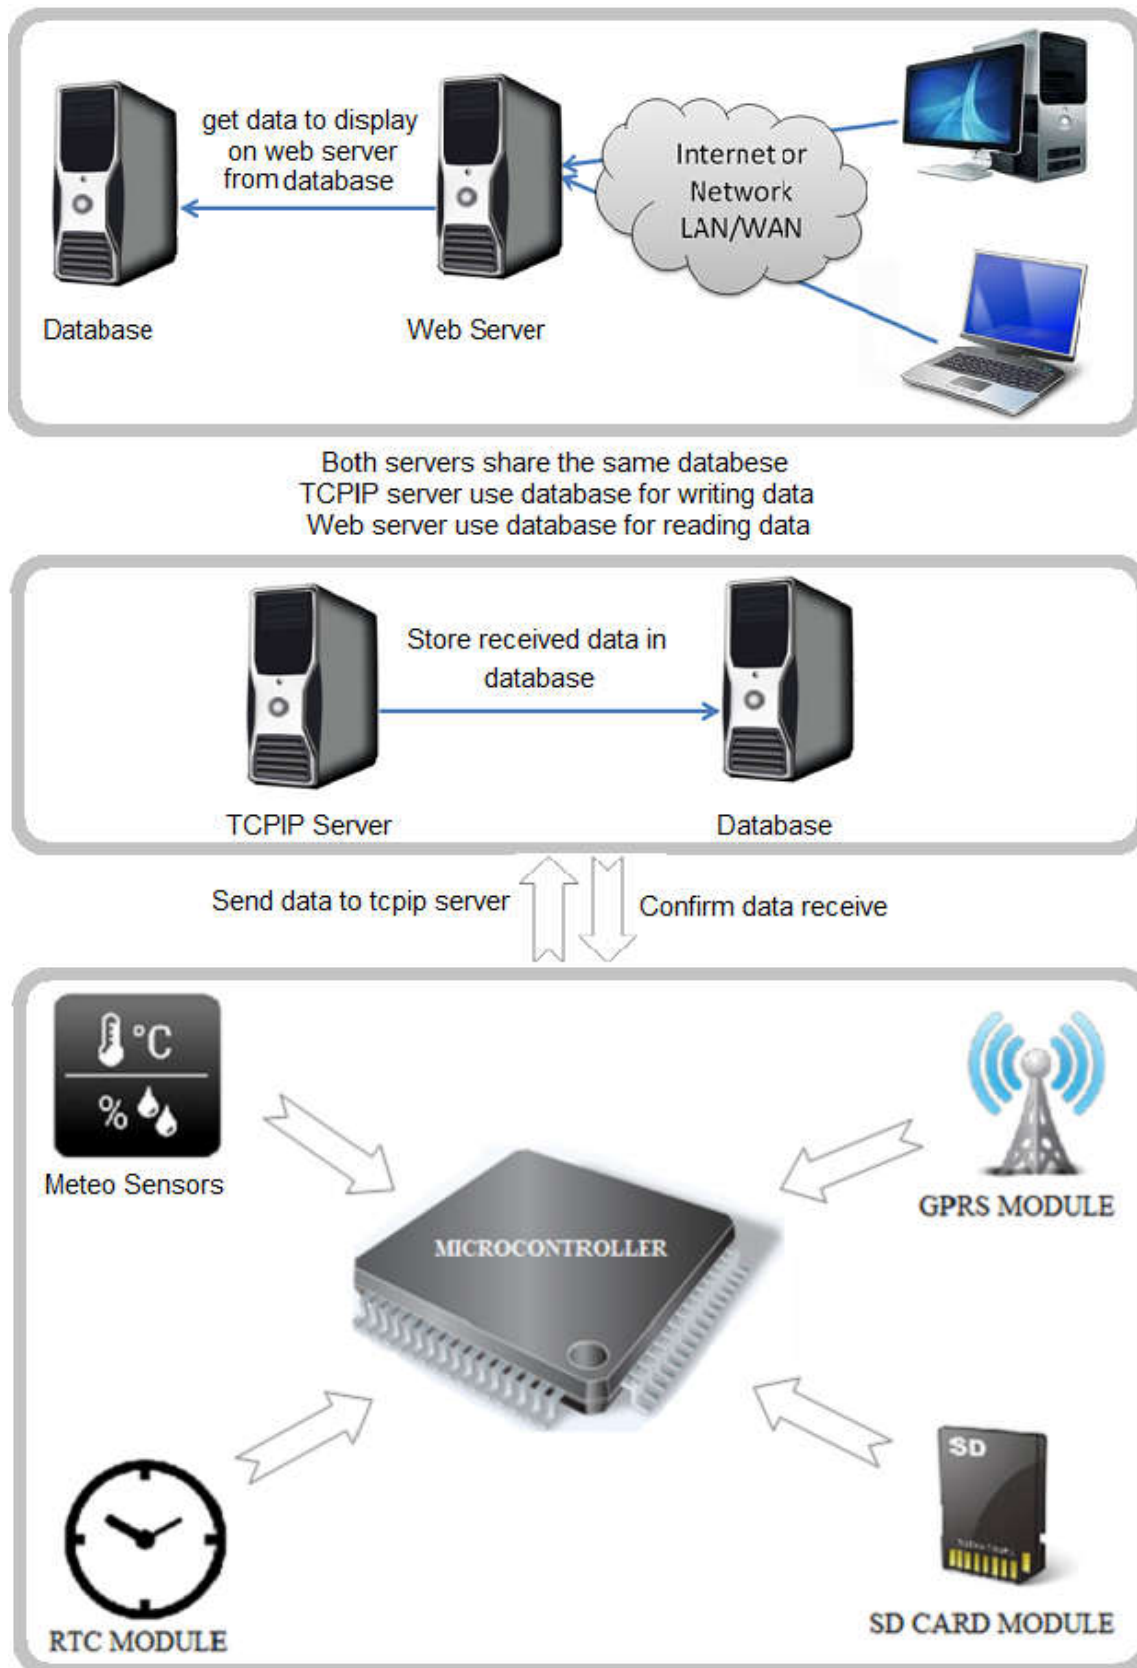 get data to display
on web server
from database
Internet or
Network
LAN/WAN
Database
Web Server
Both servers share the same databese
TCPIP server use database for writing data
Web server use database for reading data
Store received data in
database
TCPIP Server
Database
Send data to tcpip server
Confirm data receive
°C
%
Meteo Sensors
GPRS MODULE
MICROCONTROLLER
SD
RTC MODULE
SD CARD MODULE